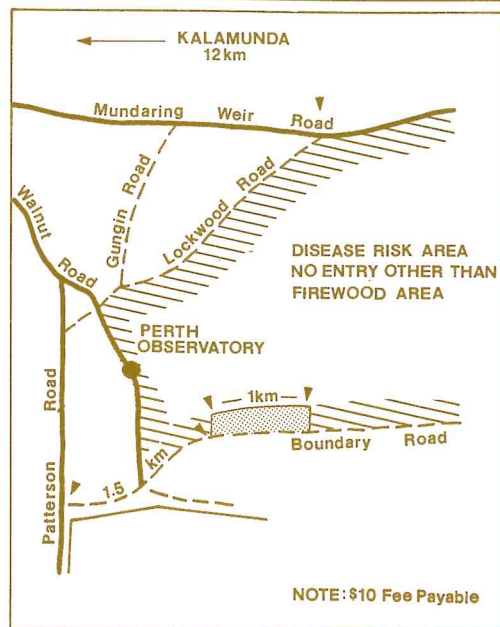 KALAMUNDA
12km
Mundaring Weir Road
Gungin Road
Lockwood Road
Walnut Road
DISEASE RISK AREA
NO ENTRY OTHER THAN
FIREWOOD AREA
PERTH
OBSERVATORY
1km
Boundary Road
1.5 km
Patterson Road
NOTE: $10 Fee Payable